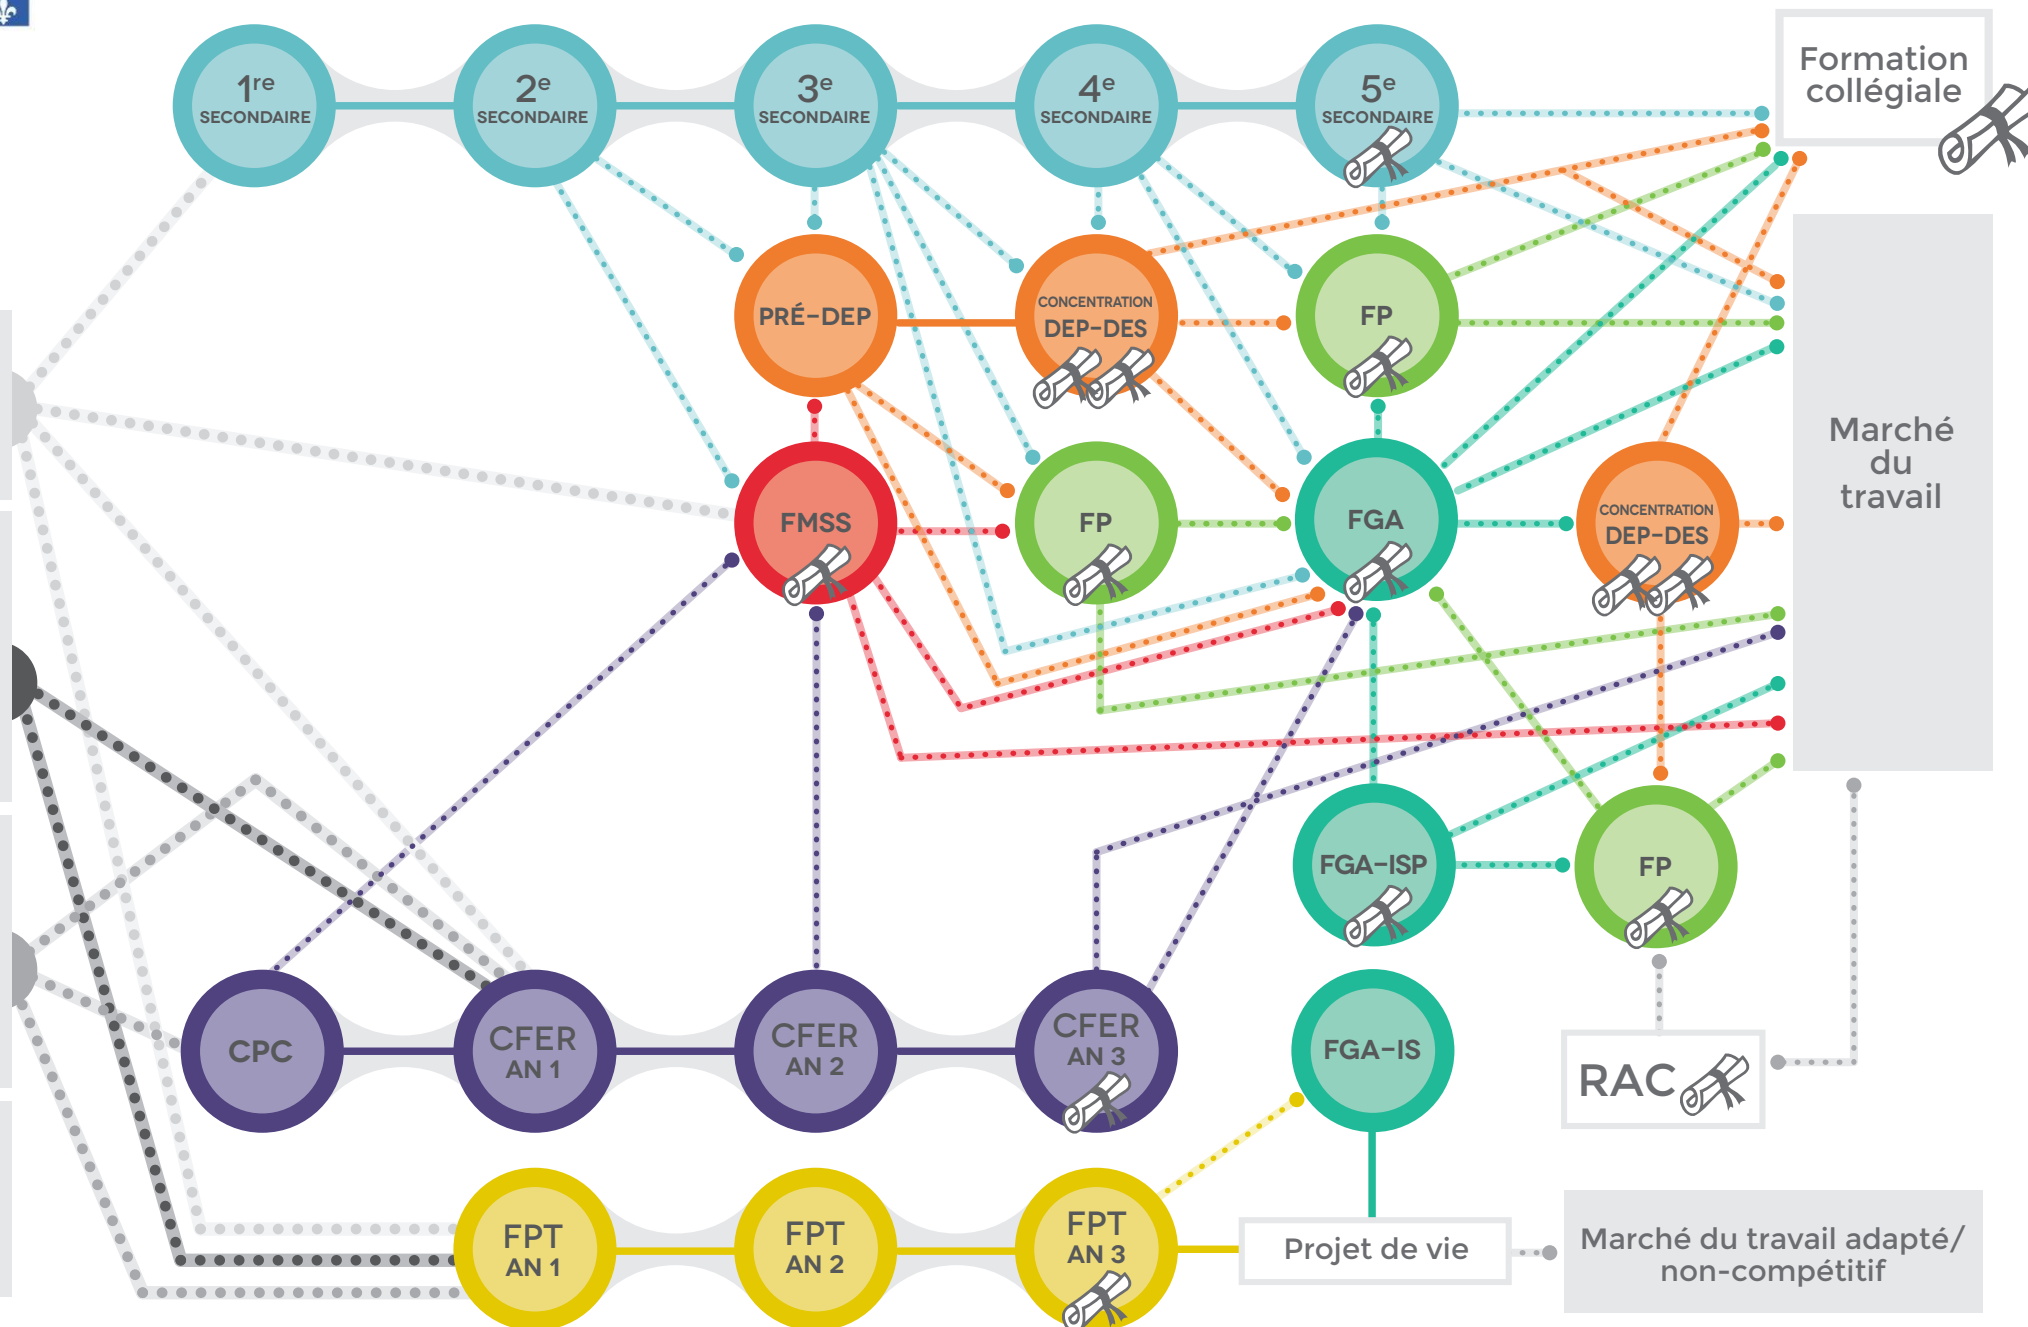 1re
SECONDAIRE
2e
SECONDAIRE
3e
SECONDAIRE
4e
SECONDAIRE
5e
SECONDAIRE
Formation
collégiale
PRÉ-DEP
CONCENTRATION
DEP-DES
FP
Marché
du
travail
FMSS
FP
FGA
CONCENTRATION
DEP-DES
FGA-ISP
FP
CPC
CFER
AN 1
CFER
AN 2
CFER
AN 3
FGA-IS
RAC
FPT
AN 1
FPT
AN 2
FPT
AN 3
Projet de vie
Marché du travail adapté/
non-compétitif